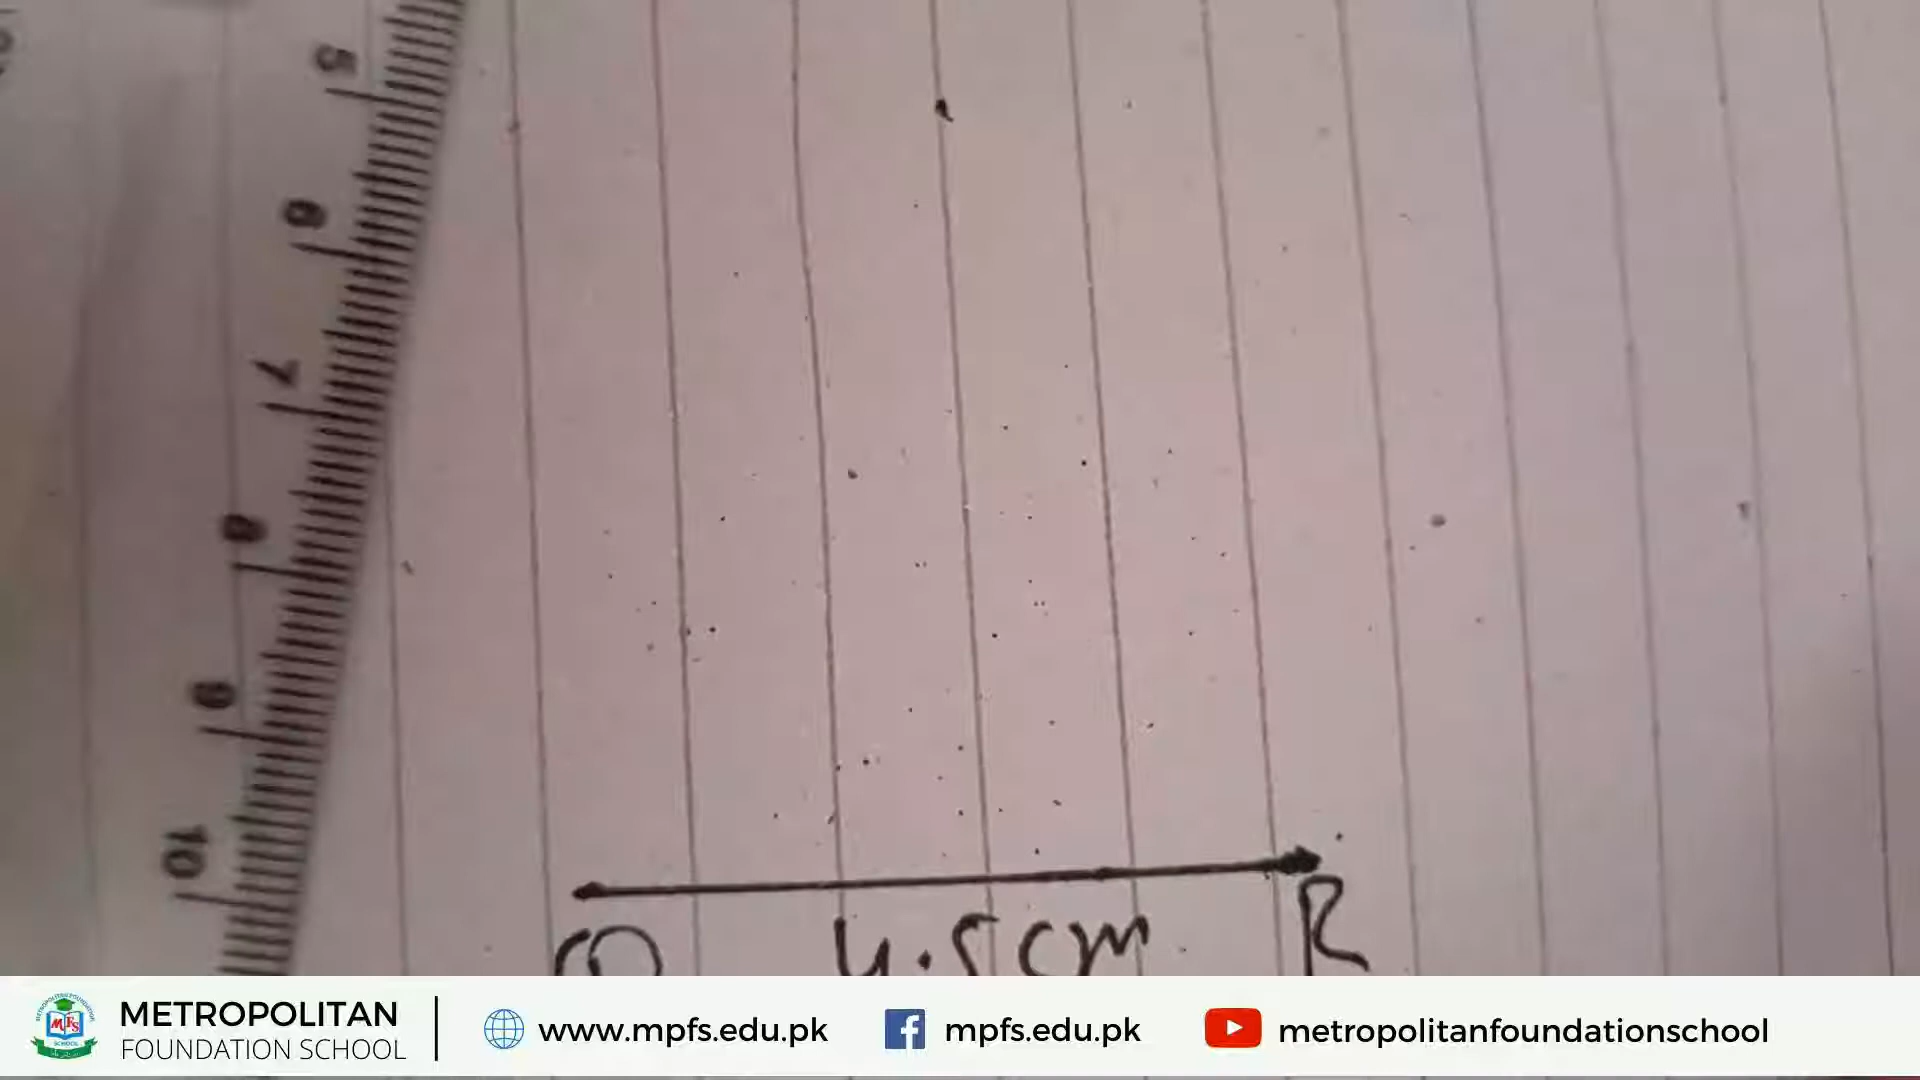 5
6
7
8
9
10
Q 4.5cm R
METROPOLITAN
FOUNDATION SCHOOL
www.mpfs.edu.pk
mpfs.edu.pk
metropolitanfoundationschool